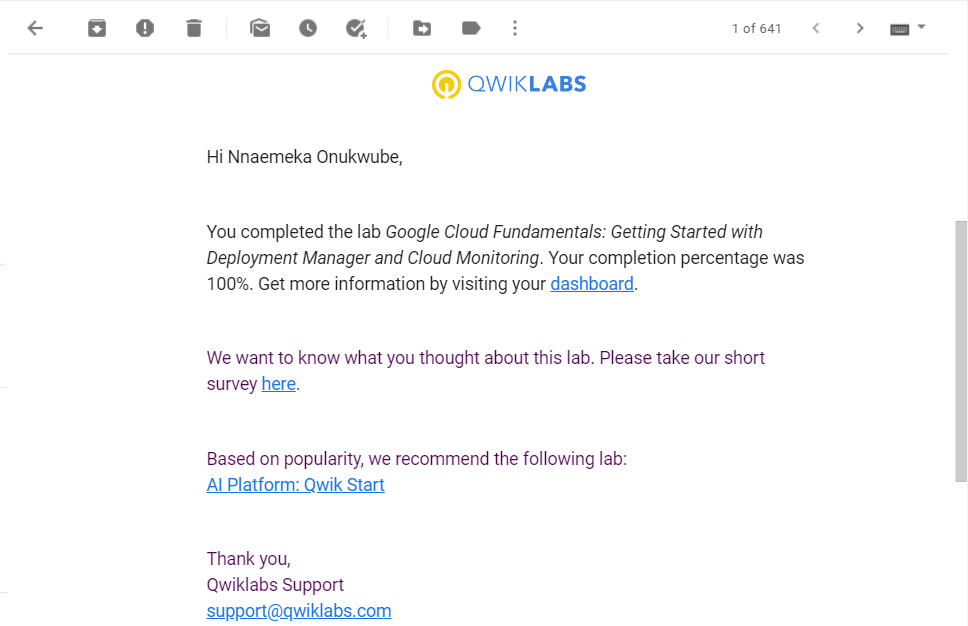 1 of 641
QWIKLABS
Hi Nnaemeka Onukwube,
You completed the lab Google Cloud Fundamentals: Getting Started with
Deployment Manager and Cloud Monitoring. Your completion percentage was
100%. Get more information by visiting your dashboard.
We want to know what you thought about this lab. Please take our short
survey here.
Based on popularity, we recommend the following lab:
AI Platform: Qwik Start
Thank you,
Qwiklabs Support
support@qwiklabs.com